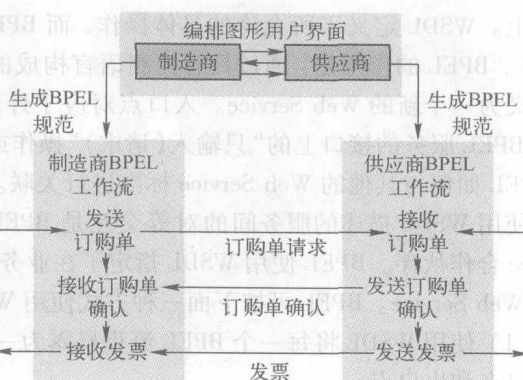 编排图形用户界面
制造商
供应商
生成BPEL
规范
生成BPEL
规范
制造商BPEL
工作流
供应商BPEL
工作流
发送
订购单
接收
订购单
订购单请求
接收订购单
确认
发送订购单
确认
订购单确认
接收发票
发送发票
发票